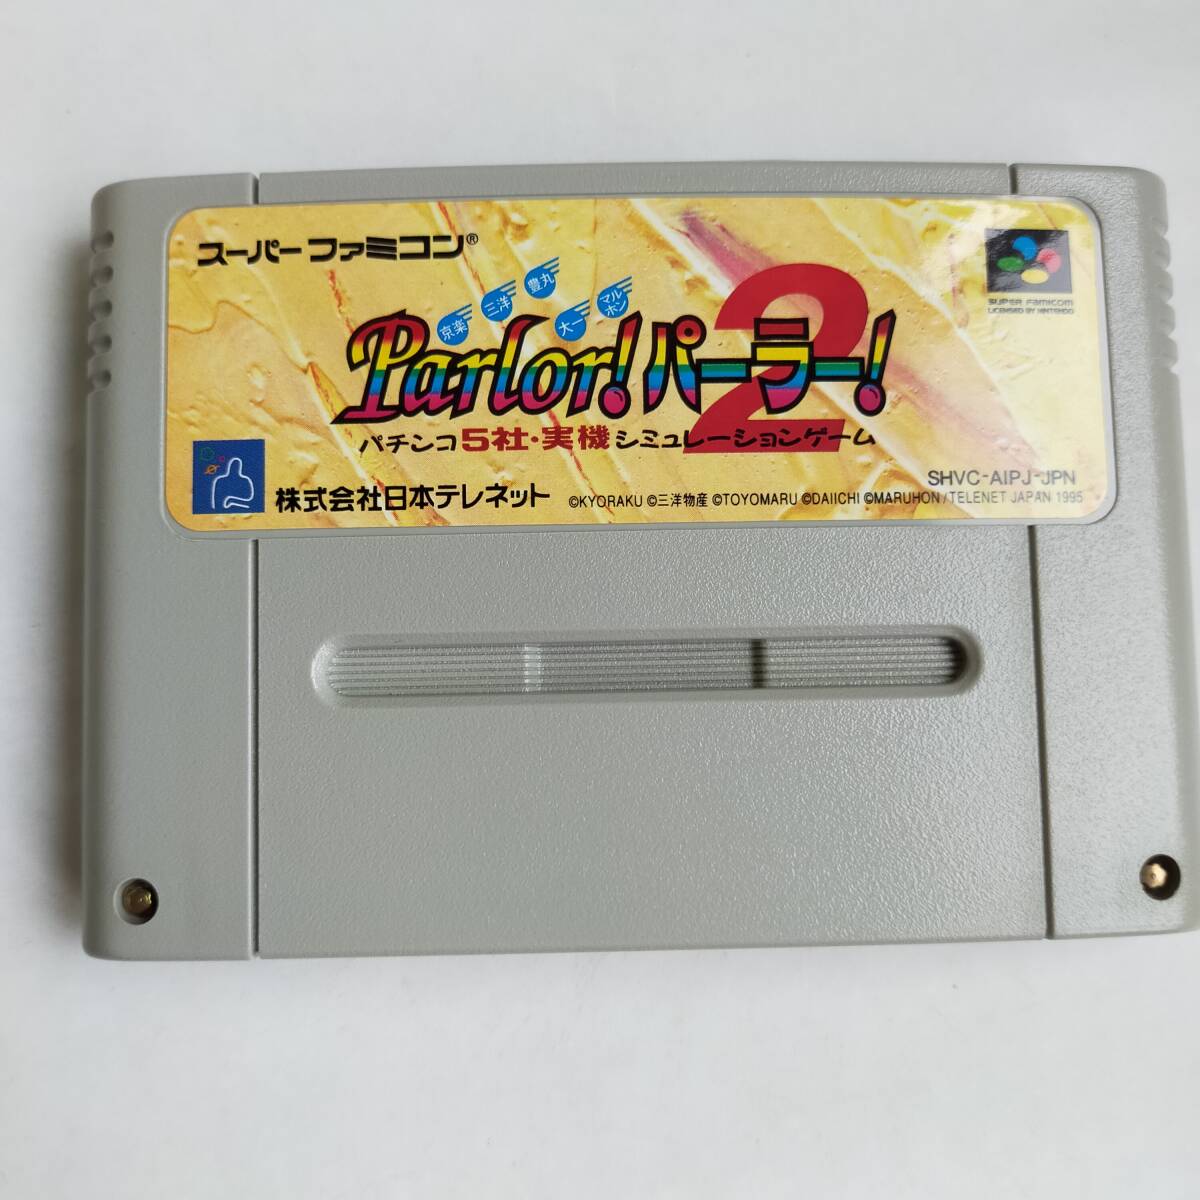 スーパーファミコン®
SUPER FAMICOM
LICENSED BY NINTENDO
京楽 三洋 豊丸 大一 マルホン
Parlor!パーラー!2
パチンコ5社・実機シミュレーションゲーム
SHVC-AIPJ-JPN
株式会社日本テレネット
©KYORAKU ©三洋物産 ©TOYOMARU ©DAIICHI ©MARUHON/TELENET JAPAN 1995